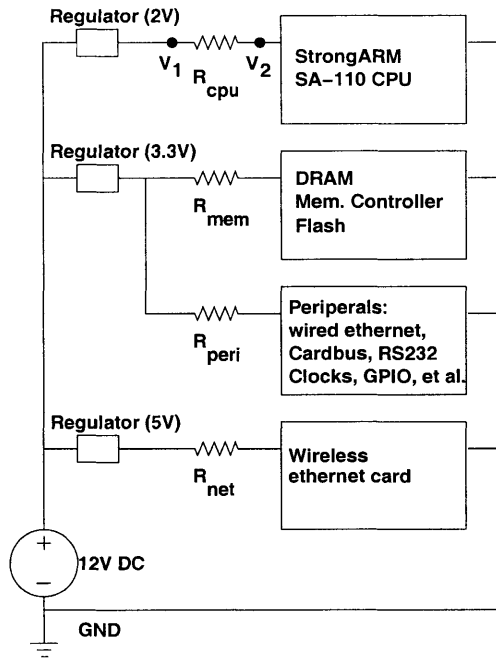 Regulator (2V)
V1
V2
Rcpu
StrongARM
SA-110 CPU
Regulator (3.3V)
Rmem
DRAM
Mem. Controller
Flash
Rperi
Periperals:
wired ethernet,
Cardbus, RS232
Clocks, GPIO, et al.
Regulator (5V)
Rnet
Wireless
ethernet card
+
12V DC
−
GND